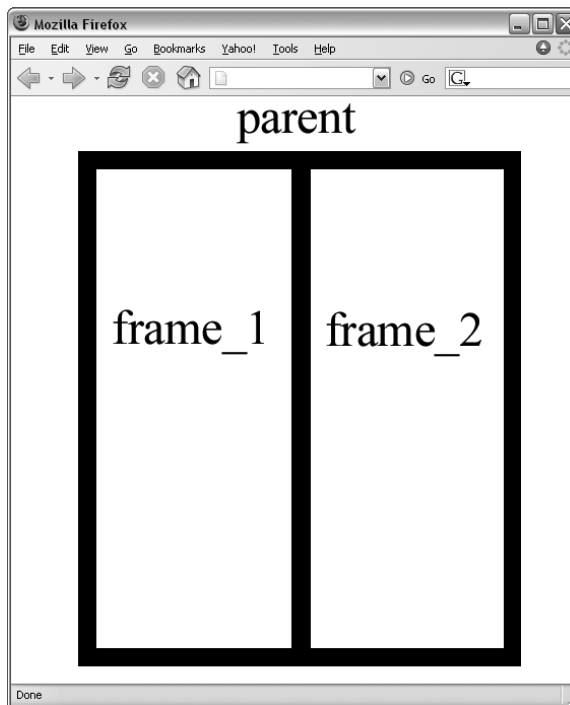 Mozilla Firefox
File Edit View Go Bookmarks Yahoo! Tools Help
Go G
parent
frame_1 frame_2
Done